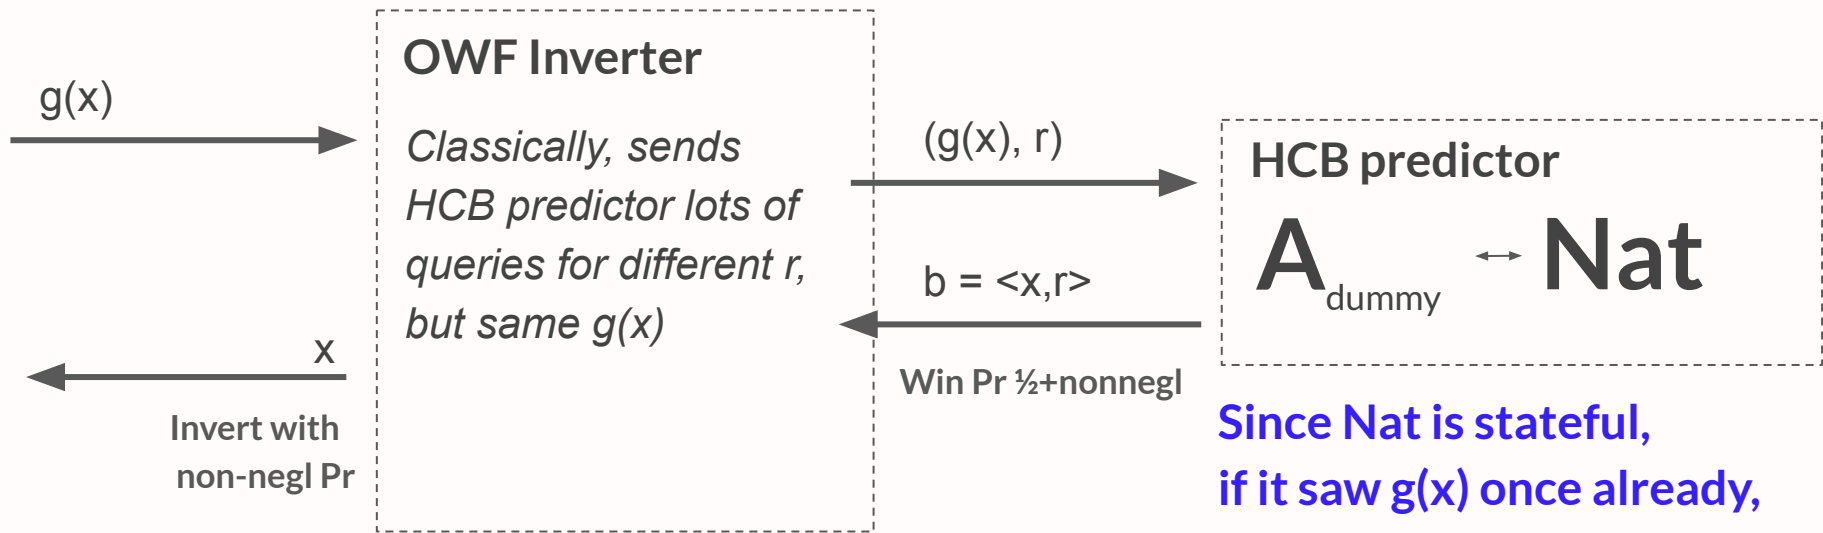 g(x)
OWF Inverter
Classically, sends
HCB predictor lots of
queries for different r,
but same g(x)
x
Invert with
non-negl Pr
(g(x), r)
b = <x,r>
Win Pr ½+nonnegl
HCB predictor
A dummy Nat
Since Nat is stateful,
if it saw g(x) once already,